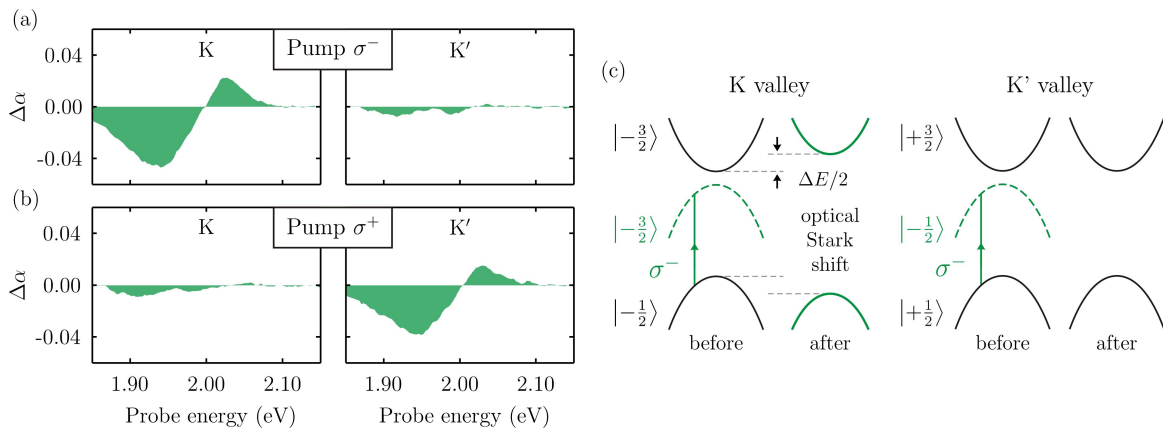 (a)
K
Pump σ⁻
K′
0.04
0.00
-0.04
Δα
(b)
K
Pump σ⁺
K′
0.04
0.00
-0.04
Δα
1.90 2.00 2.10
1.90 2.00 2.10
Probe energy (eV)
Probe energy (eV)
(c)
K valley
K' valley
|−3/2⟩
ΔE/2
|−3/2⟩
optical
Stark
shift
σ⁻
|−1/2⟩
before
after
|+3/2⟩
|−1/2⟩
σ⁻
|+1/2⟩
before
after